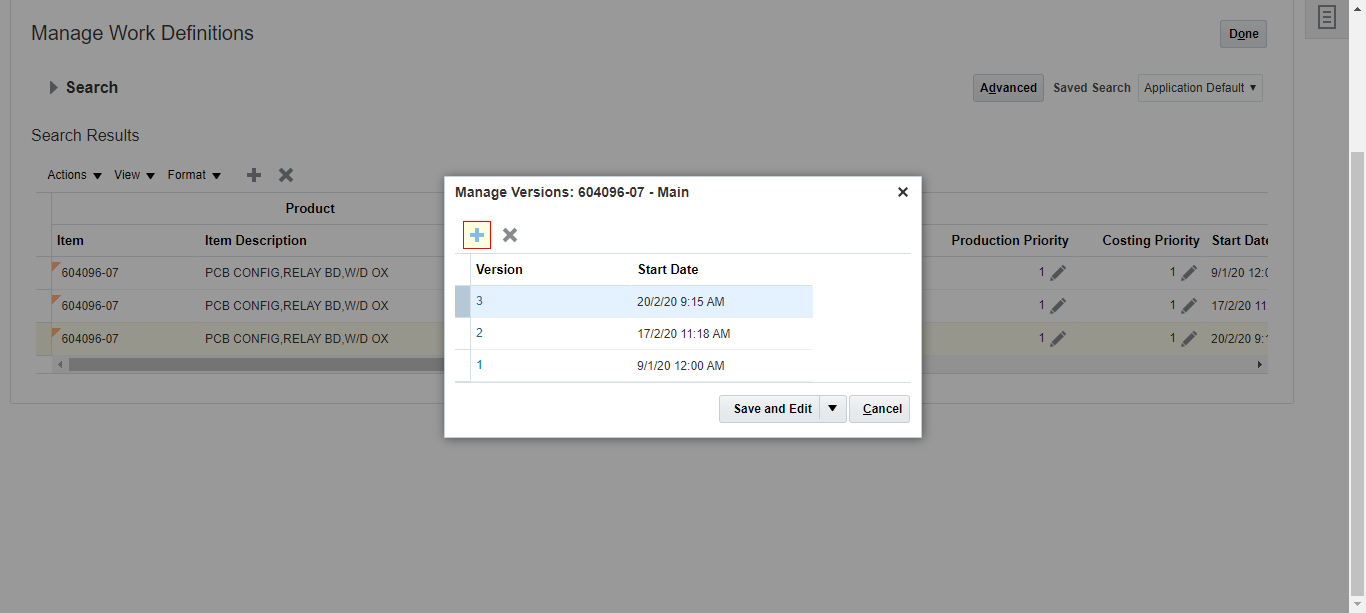 Manage Work Definitions
Done
Search
Advanced Saved Search Application Default
Search Results
Actions View Format
Product
Item Item Description Production Priority Costing Priority Start Date
604096-07 PCB CONFIG,RELAY BD,W/D OX 1 1 9/1/20 12:0
604096-07 PCB CONFIG,RELAY BD,W/D OX 1 1 17/2/20 11:
604096-07 PCB CONFIG,RELAY BD,W/D OX 1 1 20/2/20 9:1
Manage Versions: 604096-07 - Main
Version Start Date
3 20/2/20 9:15 AM
2 17/2/20 11:18 AM
1 9/1/20 12:00 AM
Save and Edit Cancel